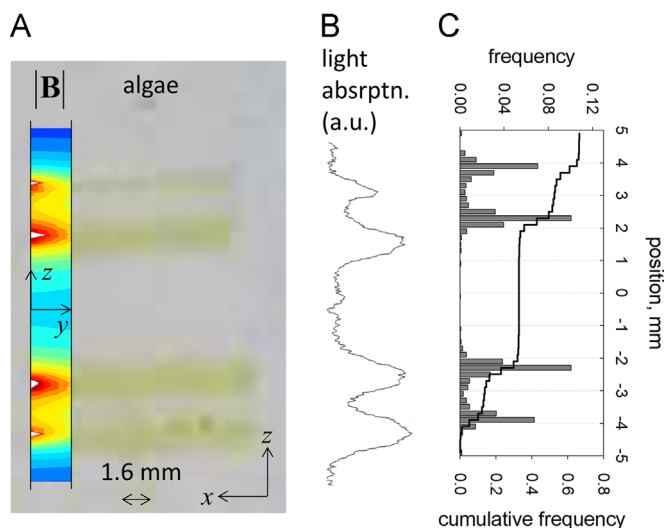 A
B
C
|B|
algae
light
absrptn.
(a.u.)
frequency
0.00
0.04
0.08
0.12
z
y
5
4
3
2
1
0
-1
-2
-3
-4
-5
position, mm
1.6 mm
z
x
0.0
0.2
0.4
0.6
0.8
cumulative frequency